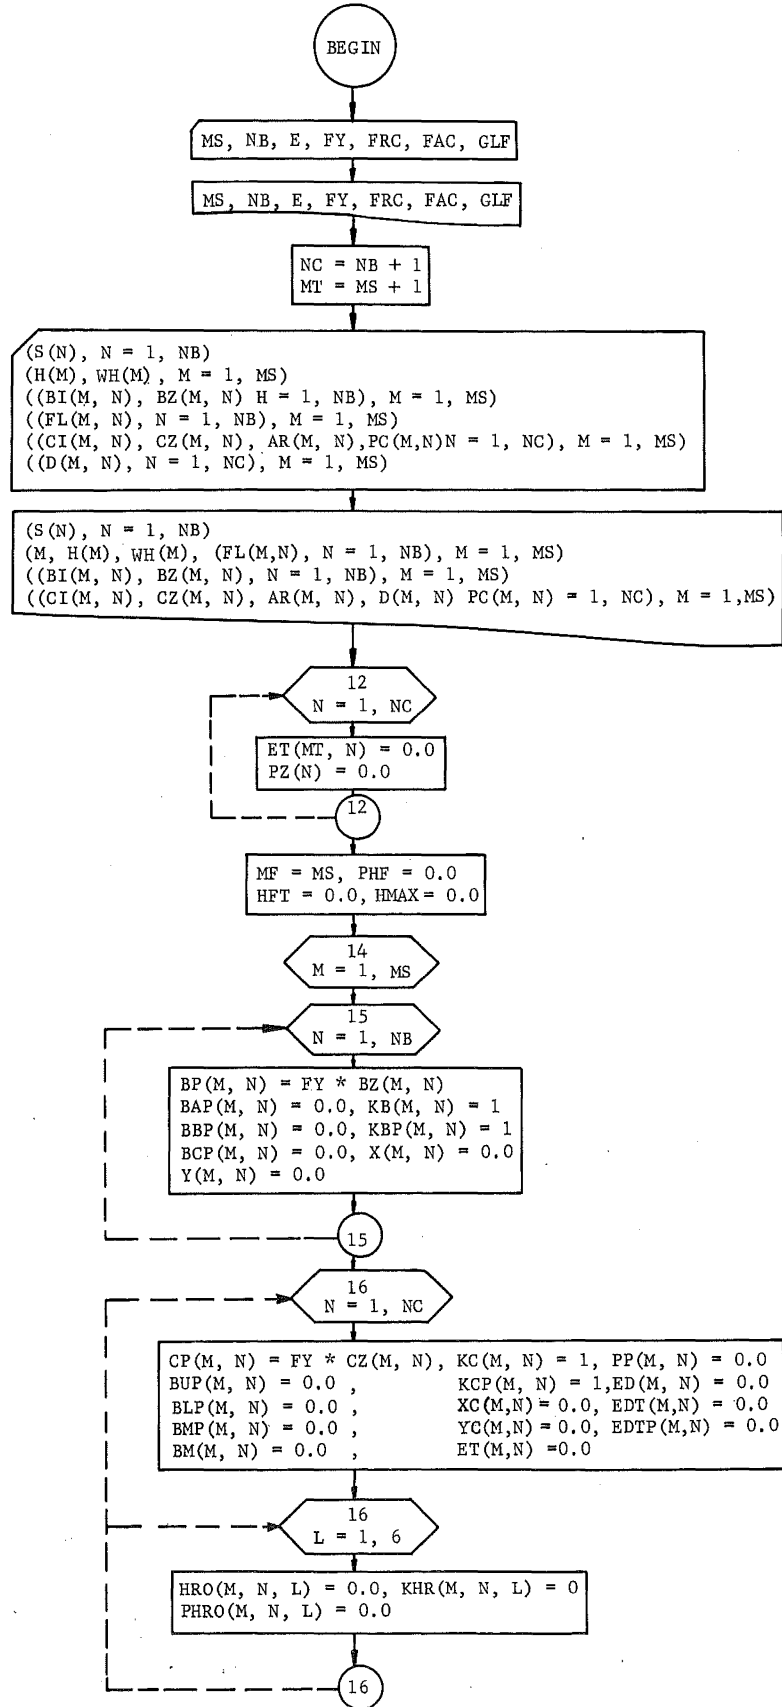 BEGIN
MS, NB, E, FY, FRC, FAC, GLF
MS, NB, E, FY, FRC, FAC, GLF
NC = NB + 1
MT = MS + 1
(S(N), N = 1, NB)
(H(M), WH(M), M = 1, MS)
((BI(M, N), BZ(M, N) H = 1, NB), M = 1, MS)
((FL(M, N), N = 1, NB), M = 1, MS)
((CI(M, N), CZ(M, N), AR(M, N),PC(M,N)N = 1, NC), M = 1, MS)
((D(M, N), N = 1, NC), M = 1, MS)
(S(N), N = 1, NB)
(M, H(M), WH(M), (FL(M,N), N = 1, NB), M = 1, MS)
((BI(M, N), BZ(M, N), N = 1, NB), M = 1, MS)
((CI(M, N), CZ(M, N), AR(M, N), D(M, N) PC(M, N) = 1, NC), M = 1,MS)
12
N = 1, NC
ET(MT, N) = 0.0
PZ(N) = 0.0
12
MF = MS, PHF = 0.0
HFT = 0.0, HMAX = 0.0
14
M = 1, MS
15
N = 1, NB
BP(M, N) = FY * BZ(M, N)
BAP(M, N) = 0.0, KB(M, N) = 1
BBP(M, N) = 0.0, KBP(M, N) = 1
BCP(M, N) = 0.0, X(M, N) = 0.0
Y(M, N) = 0.0
15
16
N = 1, NC
CP(M, N) = FY * CZ(M, N), KC(M, N) = 1, PP(M, N) = 0.0
BUP(M, N) = 0.0 , KCP(M, N) = 1,ED(M, N) = 0.0
BLP(M, N) = 0.0 , XC(M,N) = 0.0, EDT(M,N) = 0.0
BMP(M, N) = 0.0 , YC(M,N) = 0.0, EDTP(M,N) = 0.0
BM(M, N) = 0.0 , ET(M,N) =0.0
16
L = 1, 6
HRO(M, N, L) = 0.0, KHR(M, N, L) = 0
PHRO(M, N, L) = 0.0
16